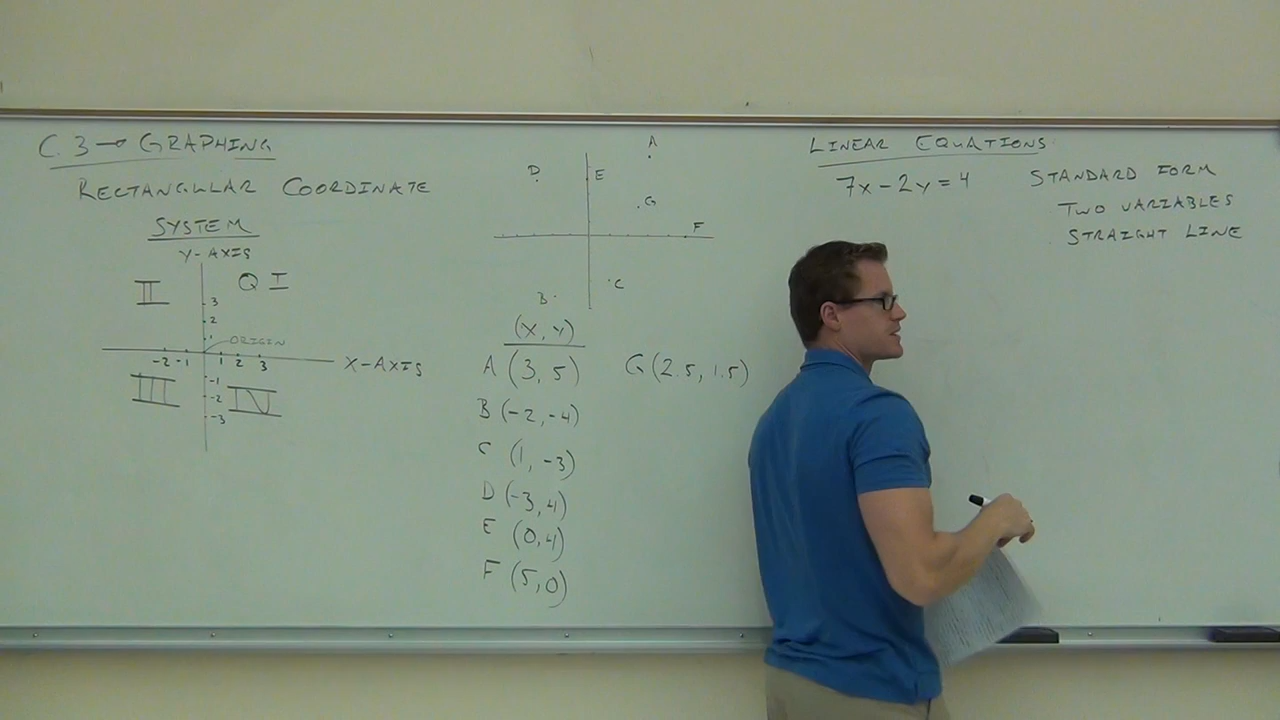 C.3 → GRAPHING
RECTANGULAR COORDINATE
SYSTEM
Y-AXIS
II
Q I
3
2
1
ORIGIN
-2 -1 1 2 3
X-AXIS
-1
-2
-3
III
IV
A
D
E
G
F
C
B
(X, Y)
A (3, 5)
G (2.5, 1.5)
B (-2, -4)
C (1, -3)
D (-3, 4)
E (0, 4)
F (5, 0)
LINEAR EQUATIONS
7x - 2y = 4
STANDARD FORM
TWO VARIABLES
STRAIGHT LINE